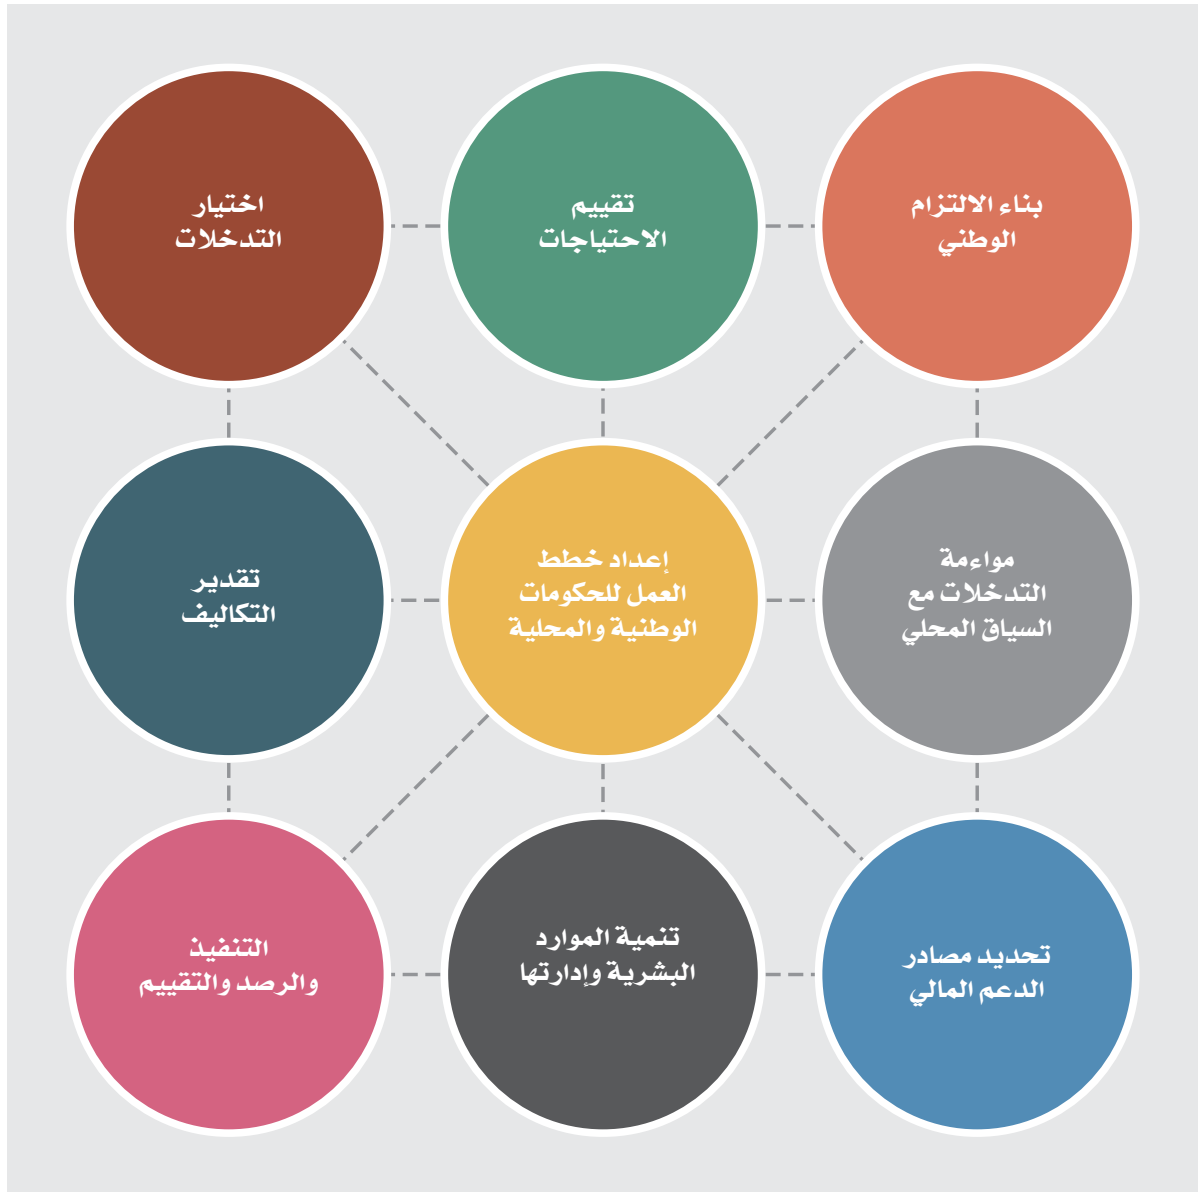 بناء الالتزام
الوطني
تقييم
الاحتياجات
اختيار
التدخلات
مواءمة
التدخلات مع
السياق المحلي
إعداد خطط
العمل للحكومات
الوطنية والمحلية
تقدير
التكاليف
تحديد مصادر
الدعم المالي
تنمية الموارد
البشرية وإدارتها
التنفيذ
والرصد والتقييم